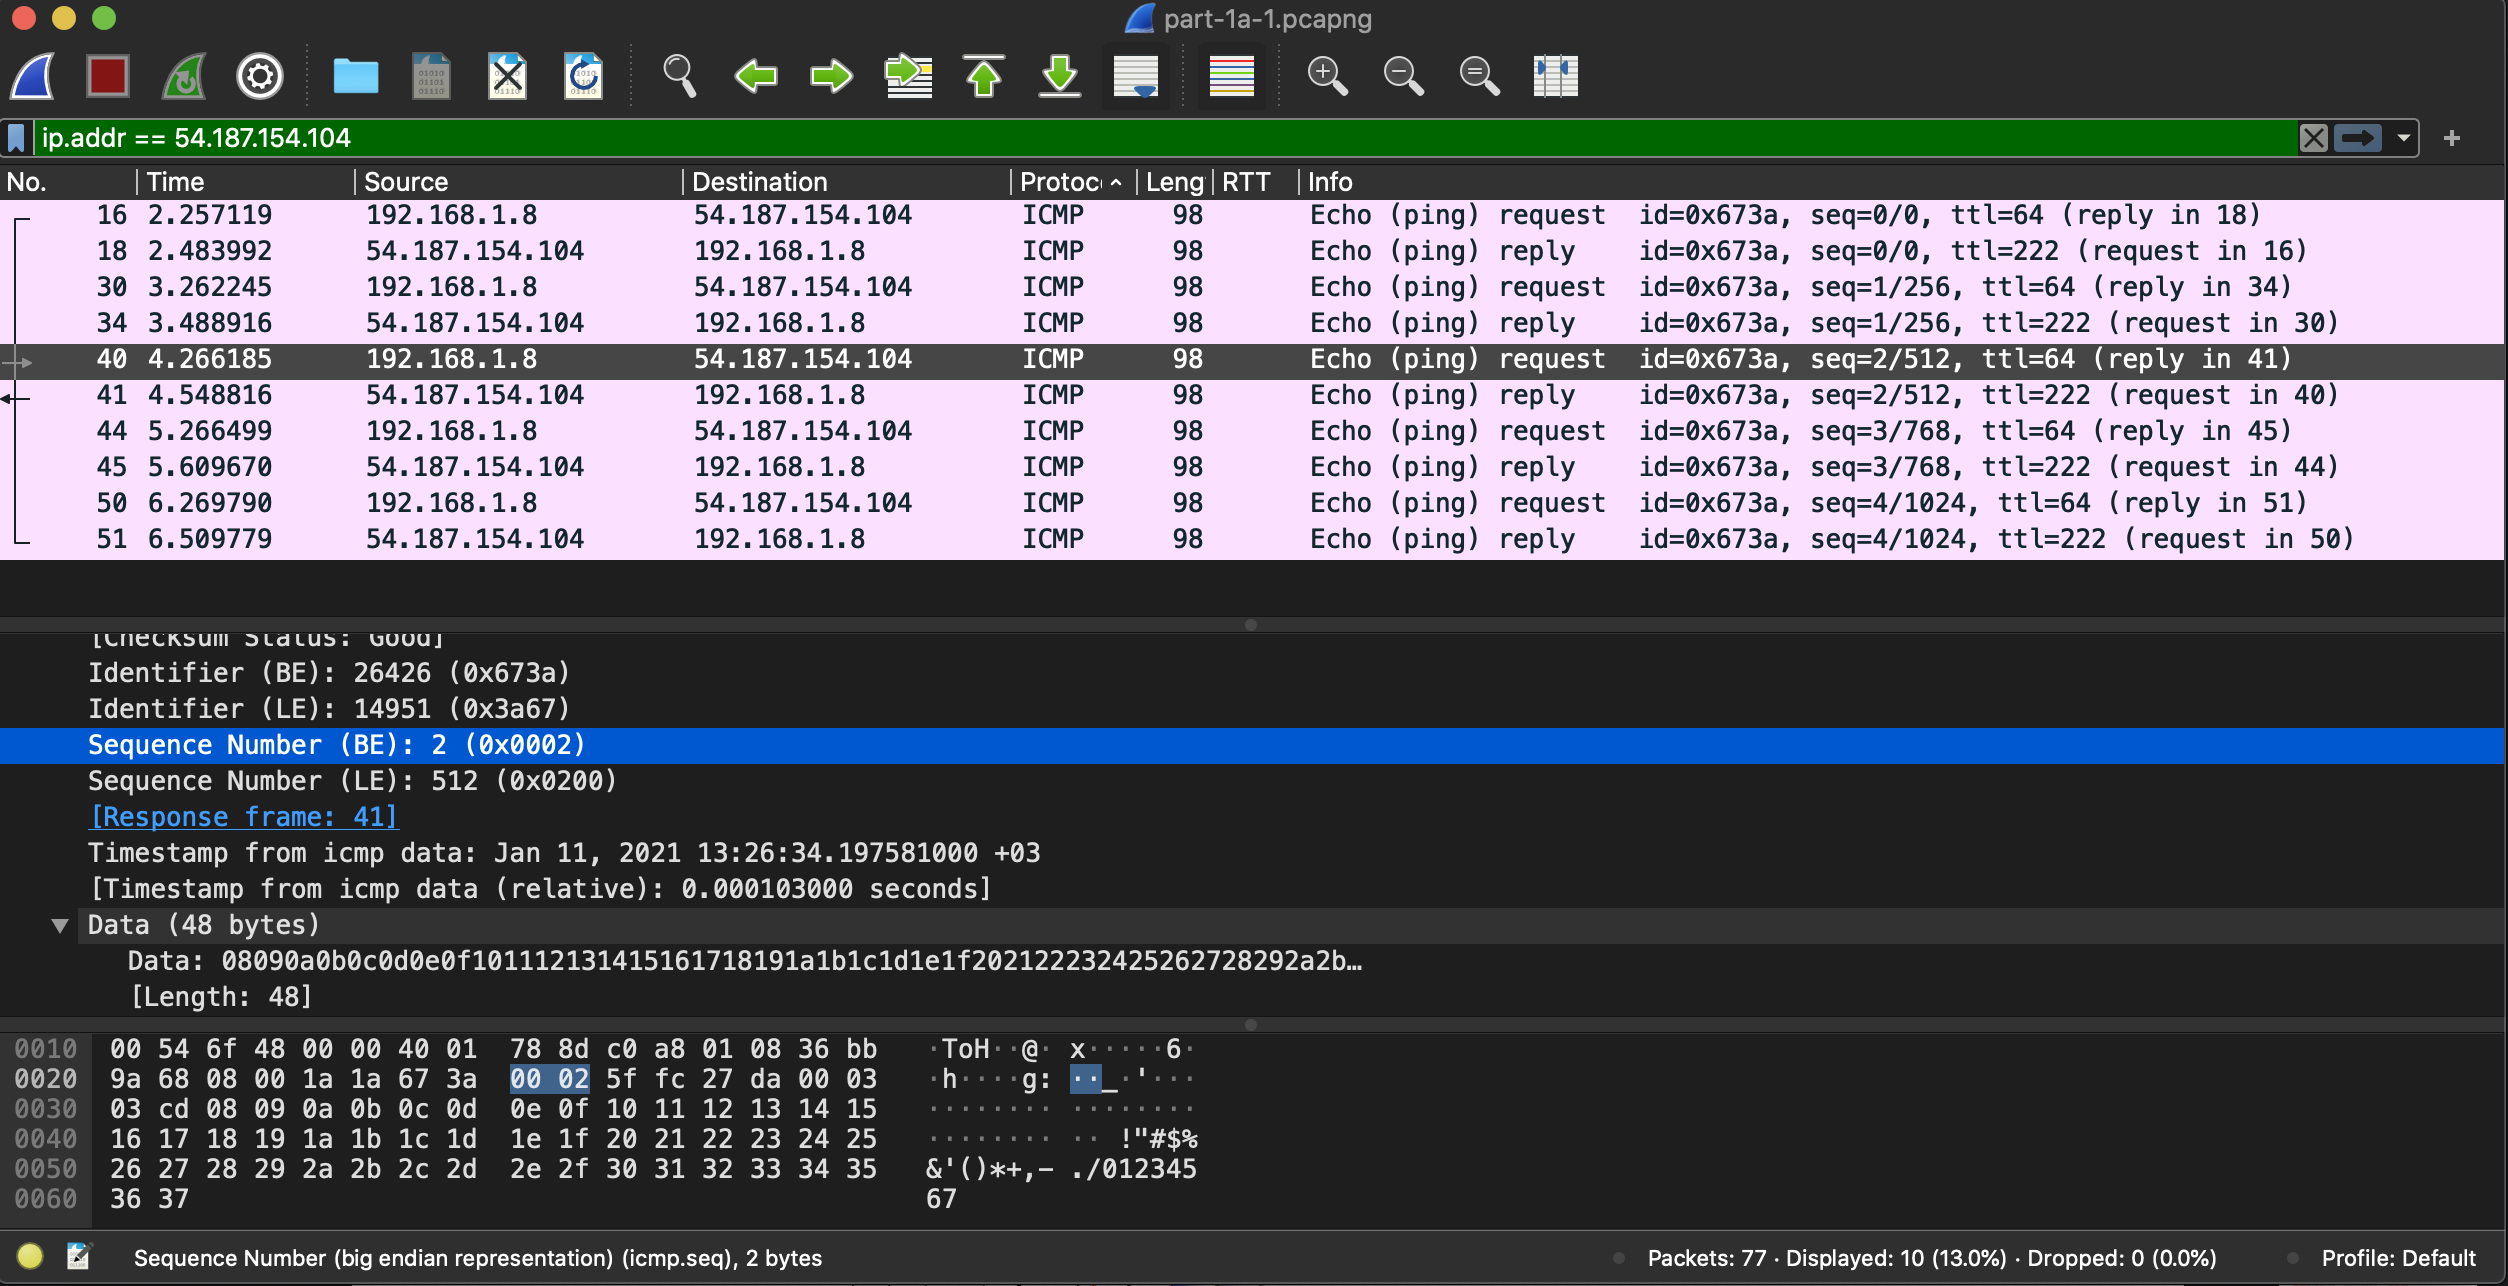 part-1a-1.pcapng
ip.addr == 54.187.154.104
No. Time Source Destination Protoc Leng RTT Info
16 2.257119 192.168.1.8 54.187.154.104 ICMP 98 Echo (ping) request id=0x673a, seq=0/0, ttl=64 (reply in 18)
18 2.483992 54.187.154.104 192.168.1.8 ICMP 98 Echo (ping) reply id=0x673a, seq=0/0, ttl=222 (request in 16)
30 3.262245 192.168.1.8 54.187.154.104 ICMP 98 Echo (ping) request id=0x673a, seq=1/256, ttl=64 (reply in 34)
34 3.488916 54.187.154.104 192.168.1.8 ICMP 98 Echo (ping) reply id=0x673a, seq=1/256, ttl=222 (request in 30)
40 4.266185 192.168.1.8 54.187.154.104 ICMP 98 Echo (ping) request id=0x673a, seq=2/512, ttl=64 (reply in 41)
41 4.548816 54.187.154.104 192.168.1.8 ICMP 98 Echo (ping) reply id=0x673a, seq=2/512, ttl=222 (request in 40)
44 5.266499 192.168.1.8 54.187.154.104 ICMP 98 Echo (ping) request id=0x673a, seq=3/768, ttl=64 (reply in 45)
45 5.609670 54.187.154.104 192.168.1.8 ICMP 98 Echo (ping) reply id=0x673a, seq=3/768, ttl=222 (request in 44)
50 6.269790 192.168.1.8 54.187.154.104 ICMP 98 Echo (ping) request id=0x673a, seq=4/1024, ttl=64 (reply in 51)
51 6.509779 54.187.154.104 192.168.1.8 ICMP 98 Echo (ping) reply id=0x673a, seq=4/1024, ttl=222 (request in 50)
[Checksum Status: Good]
Identifier (BE): 26426 (0x673a)
Identifier (LE): 14951 (0x3a67)
Sequence Number (BE): 2 (0x0002)
Sequence Number (LE): 512 (0x0200)
[Response frame: 41]
Timestamp from icmp data: Jan 11, 2021 13:26:34.197581000 +03
[Timestamp from icmp data (relative): 0.000103000 seconds]
Data (48 bytes)
Data: 08090a0b0c0d0e0f101112131415161718191a1b1c1d1e1f202122232425262728292a2b…
[Length: 48]
0010 00 54 6f 48 00 00 40 01 78 8d c0 a8 01 08 36 bb ·ToH··@· x·····6·
0020 9a 68 08 00 1a 1a 67 3a 00 02 5f fc 27 da 00 03 ·h····g: ··_·'···
0030 03 cd 08 09 0a 0b 0c 0d 0e 0f 10 11 12 13 14 15 ········ ········
0040 16 17 18 19 1a 1b 1c 1d 1e 1f 20 21 22 23 24 25 ········ ·· !"#$%
0050 26 27 28 29 2a 2b 2c 2d 2e 2f 30 31 32 33 34 35 &'()*+,- ./012345
0060 36 37 67
Sequence Number (big endian representation) (icmp.seq), 2 bytes
Packets: 77 · Displayed: 10 (13.0%) · Dropped: 0 (0.0%)
Profile: Default